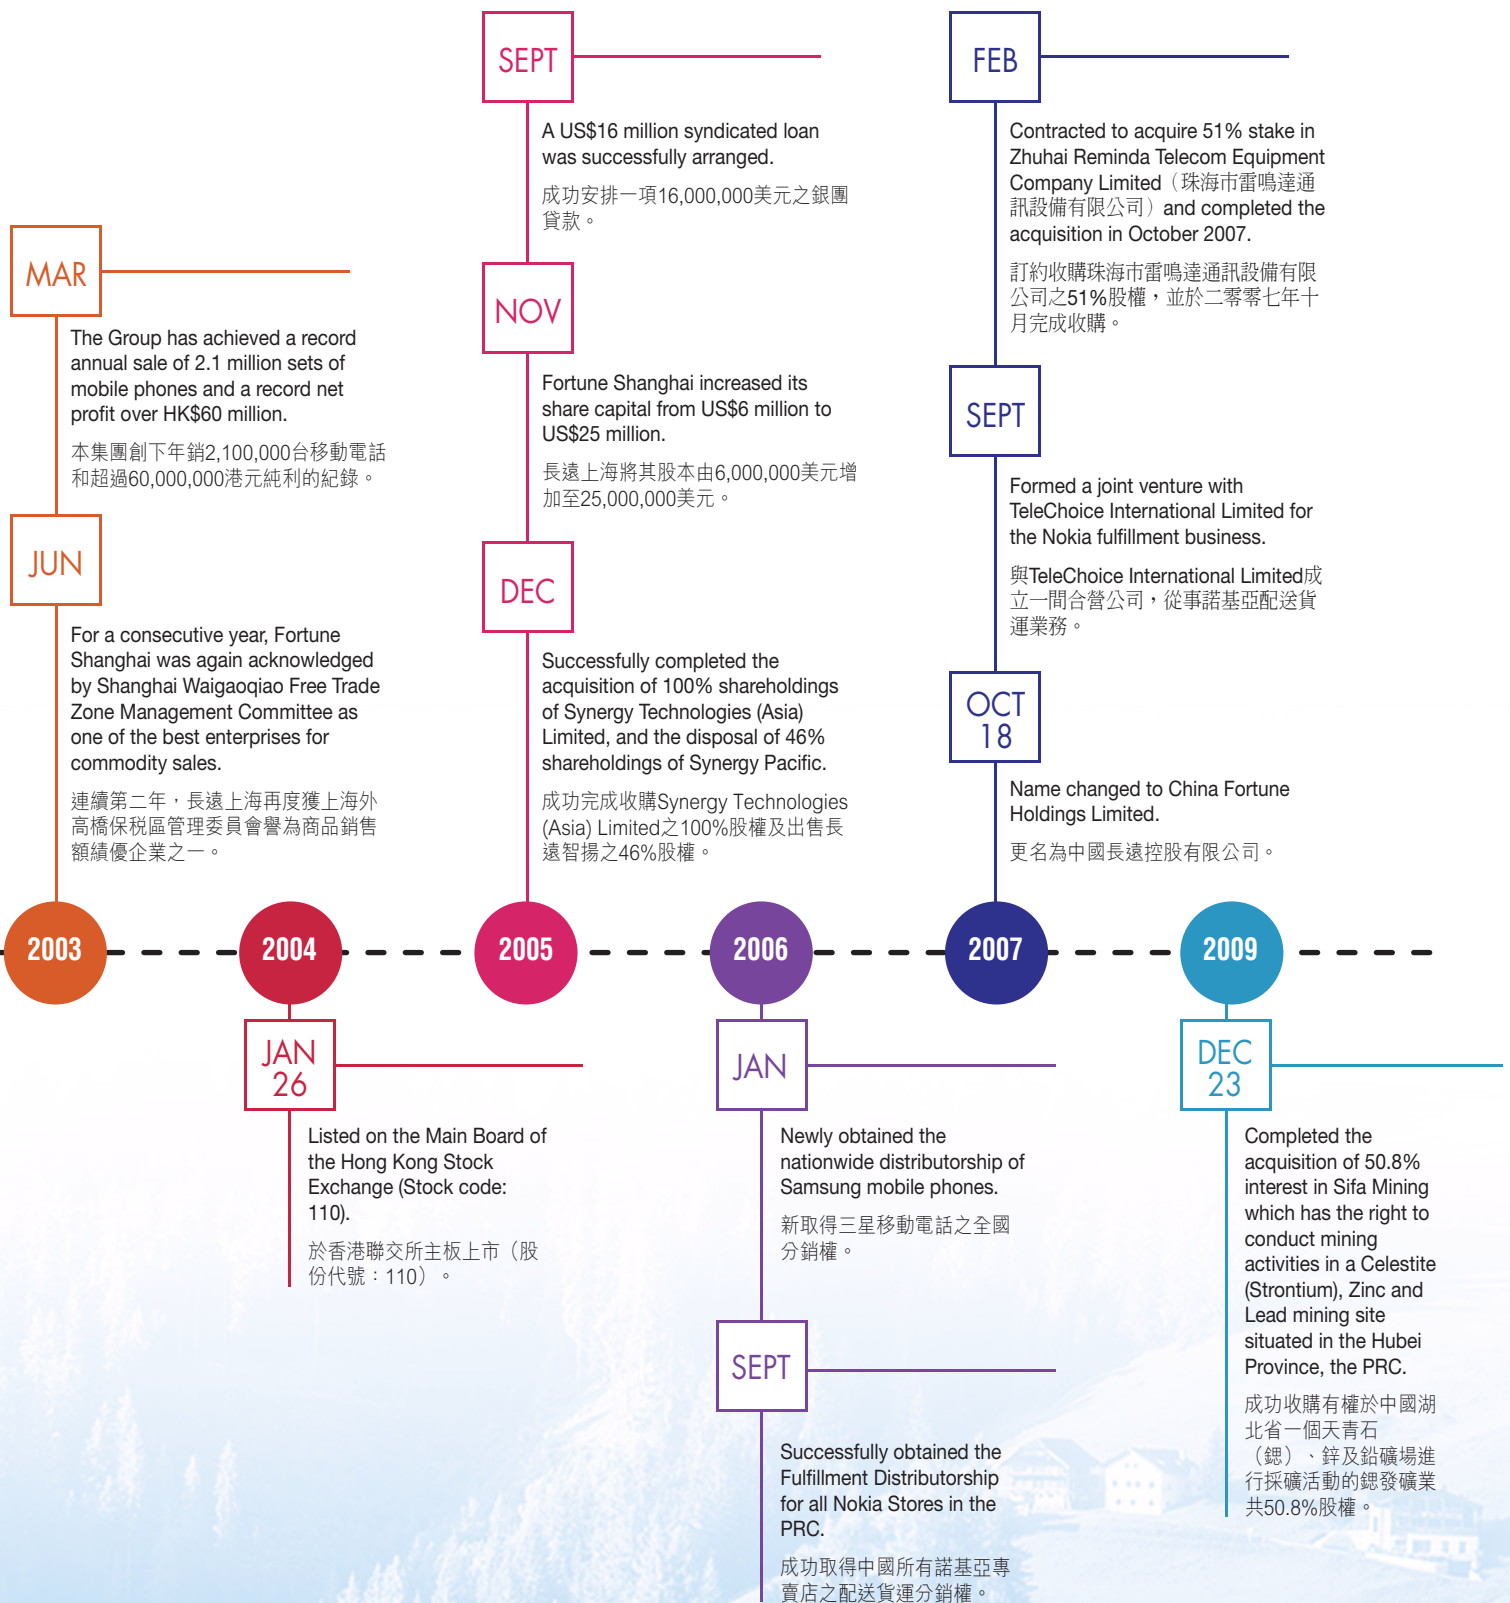 MAR
The Group has achieved a record
annual sale of 2.1 million sets of
mobile phones and a record net
profit over HK$60 million.
本集團創下年銷2,100,000台移動電話
和超過60,000,000港元純利的紀錄。
JUN
For a consecutive year, Fortune
Shanghai was again acknowledged
by Shanghai Waigaoqiao Free Trade
Zone Management Committee as
one of the best enterprises for
commodity sales.
連續第二年，長遠上海再度獲上海外
高橋保税區管理委員會譽為商品銷售
額績優企業之一。
2003
2004
JAN
26
Listed on the Main Board of
the Hong Kong Stock
Exchange (Stock code:
110).
於香港聯交所主板上市（股
份代號：110）。
SEPT
A US$16 million syndicated loan
was successfully arranged.
成功安排一項16,000,000美元之銀團
貸款。
NOV
Fortune Shanghai increased its
share capital from US$6 million to
US$25 million.
長遠上海將其股本由6,000,000美元增
加至25,000,000美元。
DEC
Successfully completed the
acquisition of 100% shareholdings
of Synergy Technologies (Asia)
Limited, and the disposal of 46%
shareholdings of Synergy Pacific.
成功完成收購Synergy Technologies
(Asia) Limited之100%股權及出售長
遠智揚之46%股權。
2005
2006
JAN
Newly obtained the
nationwide distributorship of
Samsung mobile phones.
新取得三星移動電話之全國
分銷權。
SEPT
Successfully obtained the
Fulfillment Distributorship
for all Nokia Stores in the
PRC.
成功取得中國所有諾基亞專
賣店之配送貨運分銷權。
FEB
Contracted to acquire 51% stake in
Zhuhai Reminda Telecom Equipment
Company Limited（珠海市雷鳴達通
訊設備有限公司）and completed the
acquisition in October 2007.
訂約收購珠海市雷鳴達通訊設備有限
公司之51%股權，並於二零零七年十
月完成收購。
SEPT
Formed a joint venture with
TeleChoice International Limited for
the Nokia fulfillment business.
與TeleChoice International Limited成
立一間合營公司，從事諾基亞配送貨
運業務。
OCT
18
Name changed to China Fortune
Holdings Limited.
更名為中國長遠控股有限公司。
2007
2009
DEC
23
Completed the
acquisition of 50.8%
interest in Sifa Mining
which has the right to
conduct mining
activities in a Celestite
(Strontium), Zinc and
Lead mining site
situated in the Hubei
Province, the PRC.
成功收購有權於中國湖
北省一個天青石
（鍶）、鋅及鉛礦場進
行採礦活動的鍶發礦業
共50.8%股權。